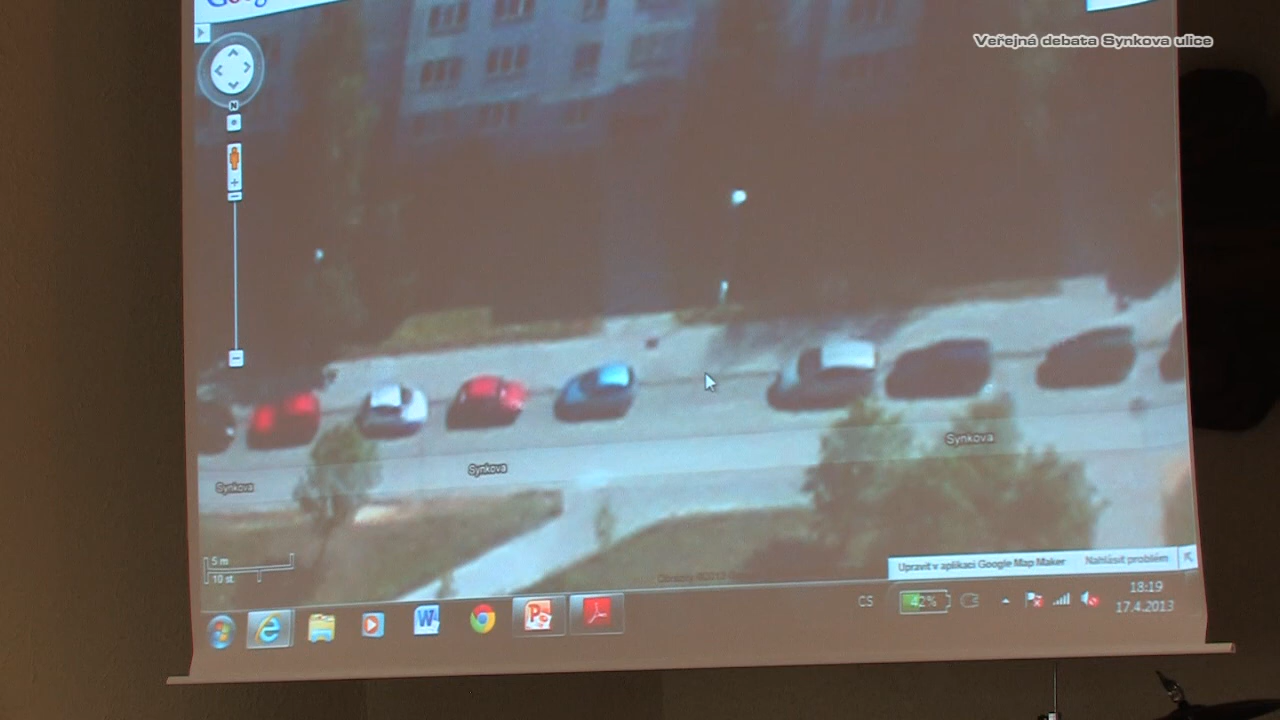 Goog
Veřejná debata Synkova ulice
N
Synkova
Synkova
Synkova
5 m
10 st.
Upravit v aplikaci Google Map Maker
Nahlásit problém
CS
42%
18:19
17.4.2013